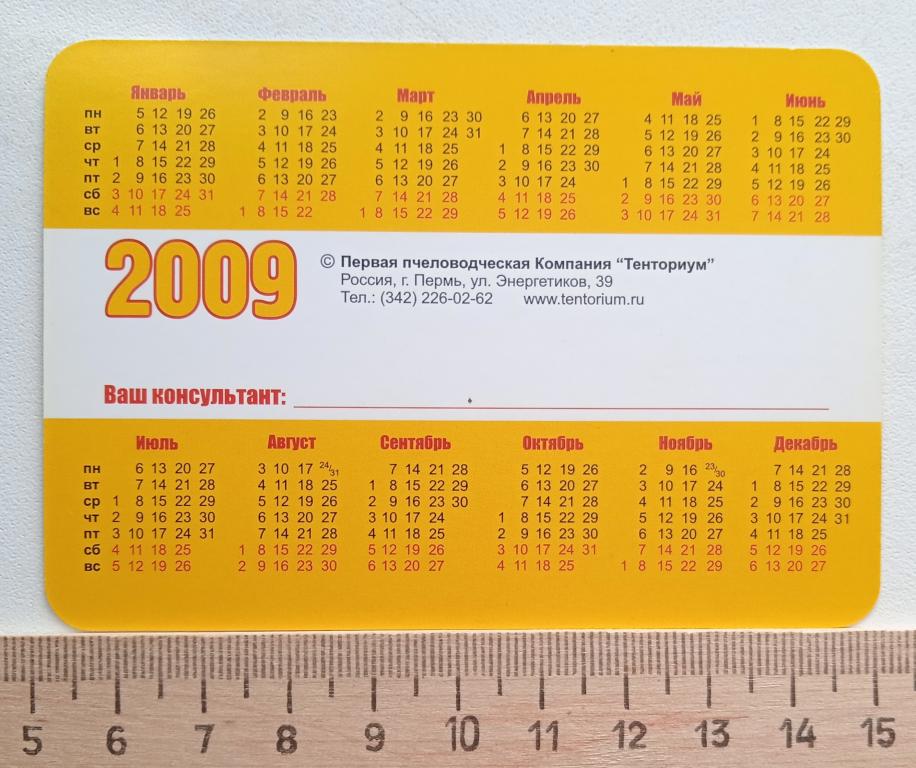 Январь Февраль Март Апрель Май Июнь
пн 5 12 19 26 2 9 16 23 2 9 16 23 30 6 13 20 27 4 11 18 25 1 8 15 22 29
вт 6 13 20 27 3 10 17 24 3 10 17 24 31 7 14 21 28 5 12 19 26 2 9 16 23 30
ср 7 14 21 28 4 11 18 25 4 11 18 25 1 8 15 22 29 6 13 20 27 3 10 17 24
чт 1 8 15 22 29 5 12 19 26 5 12 19 26 2 9 16 23 30 7 14 21 28 4 11 18 25
пт 2 9 16 23 30 6 13 20 27 6 13 20 27 3 10 17 24 1 8 15 22 29 5 12 19 26
сб 3 10 17 24 31 7 14 21 28 7 14 21 28 4 11 18 25 2 9 16 23 30 6 13 20 27
вс 4 11 18 25 1 8 15 22 1 8 15 22 29 5 12 19 26 3 10 17 24 31 7 14 21 28
2009
© Первая пчеловодческая Компания “Тенториум”
Россия, г. Пермь, ул. Энергетиков, 39
Тел.: (342) 226-02-62 www.tentorium.ru
Ваш консультант:
Июль Август Сентябрь Октябрь Ноябрь Декабрь
пн 6 13 20 27 3 10 17 24/31 7 14 21 28 5 12 19 26 2 9 16 23/30 7 14 21 28
вт 7 14 21 28 4 11 18 25 1 8 15 22 29 6 13 20 27 3 10 17 24 1 8 15 22 29
ср 1 8 15 22 29 5 12 19 26 2 9 16 23 30 7 14 21 28 4 11 18 25 2 9 16 23 30
чт 2 9 16 23 30 6 13 20 27 3 10 17 24 1 8 15 22 29 5 12 19 26 3 10 17 24 31
пт 3 10 17 24 31 7 14 21 28 4 11 18 25 2 9 16 23 30 6 13 20 27 4 11 18 25
сб 4 11 18 25 1 8 15 22 29 5 12 19 26 3 10 17 24 31 7 14 21 28 5 12 19 26
вс 5 12 19 26 2 9 16 23 30 6 13 20 27 4 11 18 25 1 8 15 22 29 6 13 20 27
5 6 7 8 9 10 11 12 13 14 15